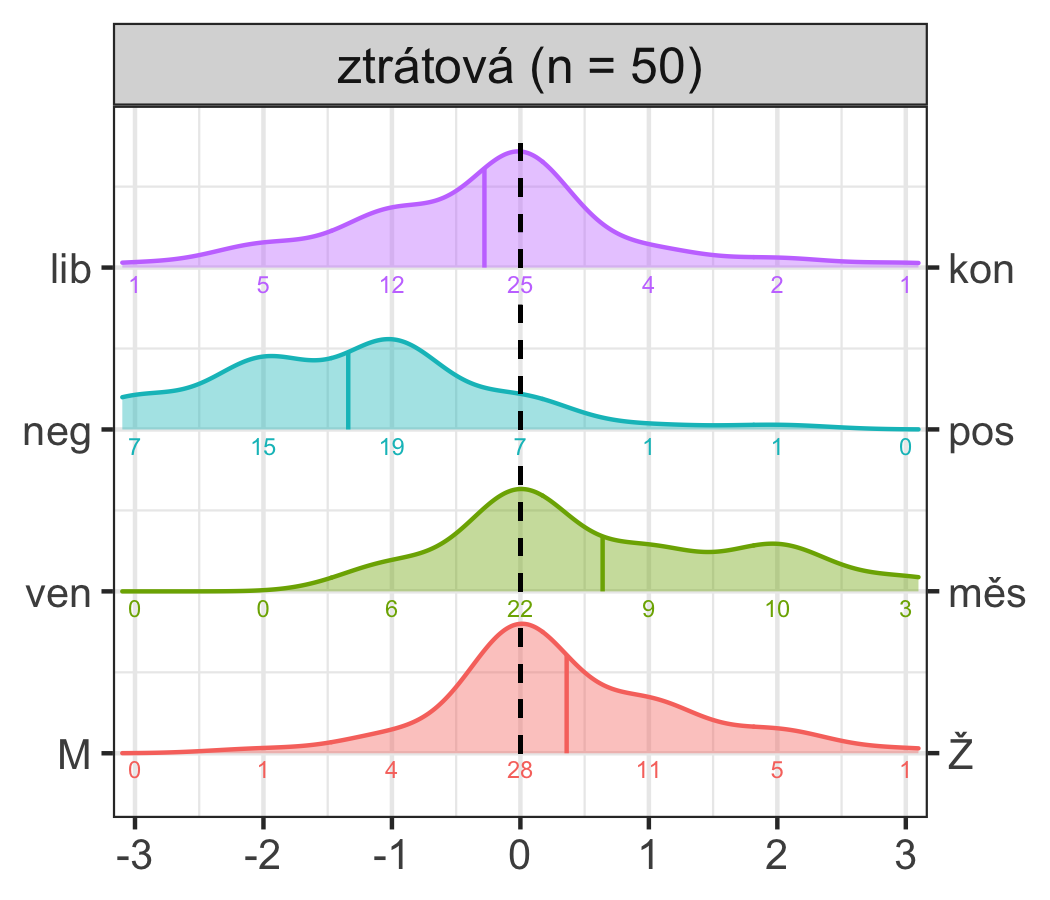 ztrátová (n = 50)
lib kon
1 5 12 25 4 2 1
neg pos
7 15 19 7 1 1 0
ven měs
0 0 6 22 9 10 3
M Ž
0 1 4 28 11 5 1
-3 -2 -1 0 1 2 3